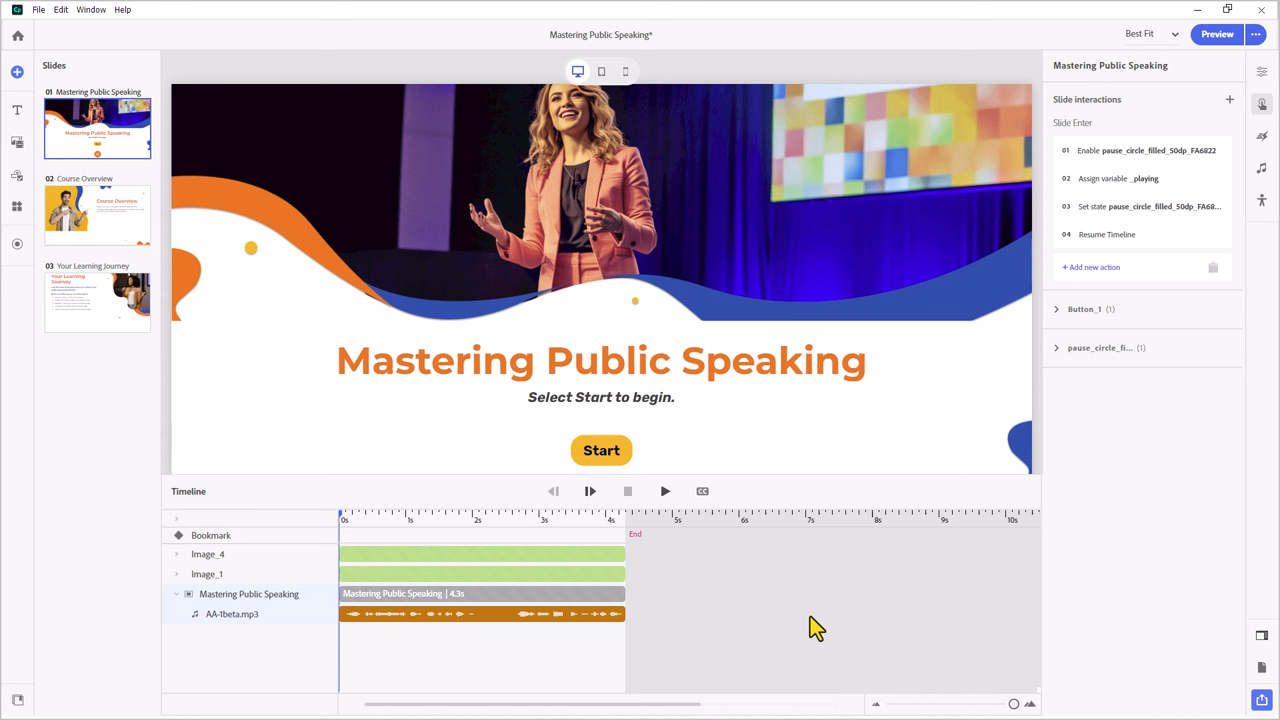 Cp File Edit Window Help
Mastering Public Speaking*
Best Fit
Preview
Slides
01 Mastering Public Speaking
Mastering Public Speaking
02 Course Overview
Course Overview
03 Your Learning Journey
Your Learning
Journey
Mastering Public Speaking
Select Start to begin.
Start
Mastering Public Speaking
Slide interactions
Slide Enter
01 Enable pause_circle_filled_50dp_FA6822
02 Assign variable _playing
03 Set state pause_circle_filled_50dp_FA68...
04 Resume Timeline
+ Add new action
Button_1 (1)
pause_circle_fi... (1)
Timeline
CC
0s 1s 2s 3s 4s 5s 6s 7s 8s 9s 10s
Bookmark
End
Image_4
Image_1
Mastering Public Speaking
Mastering Public Speaking | 4.3s
AA-1beta.mp3